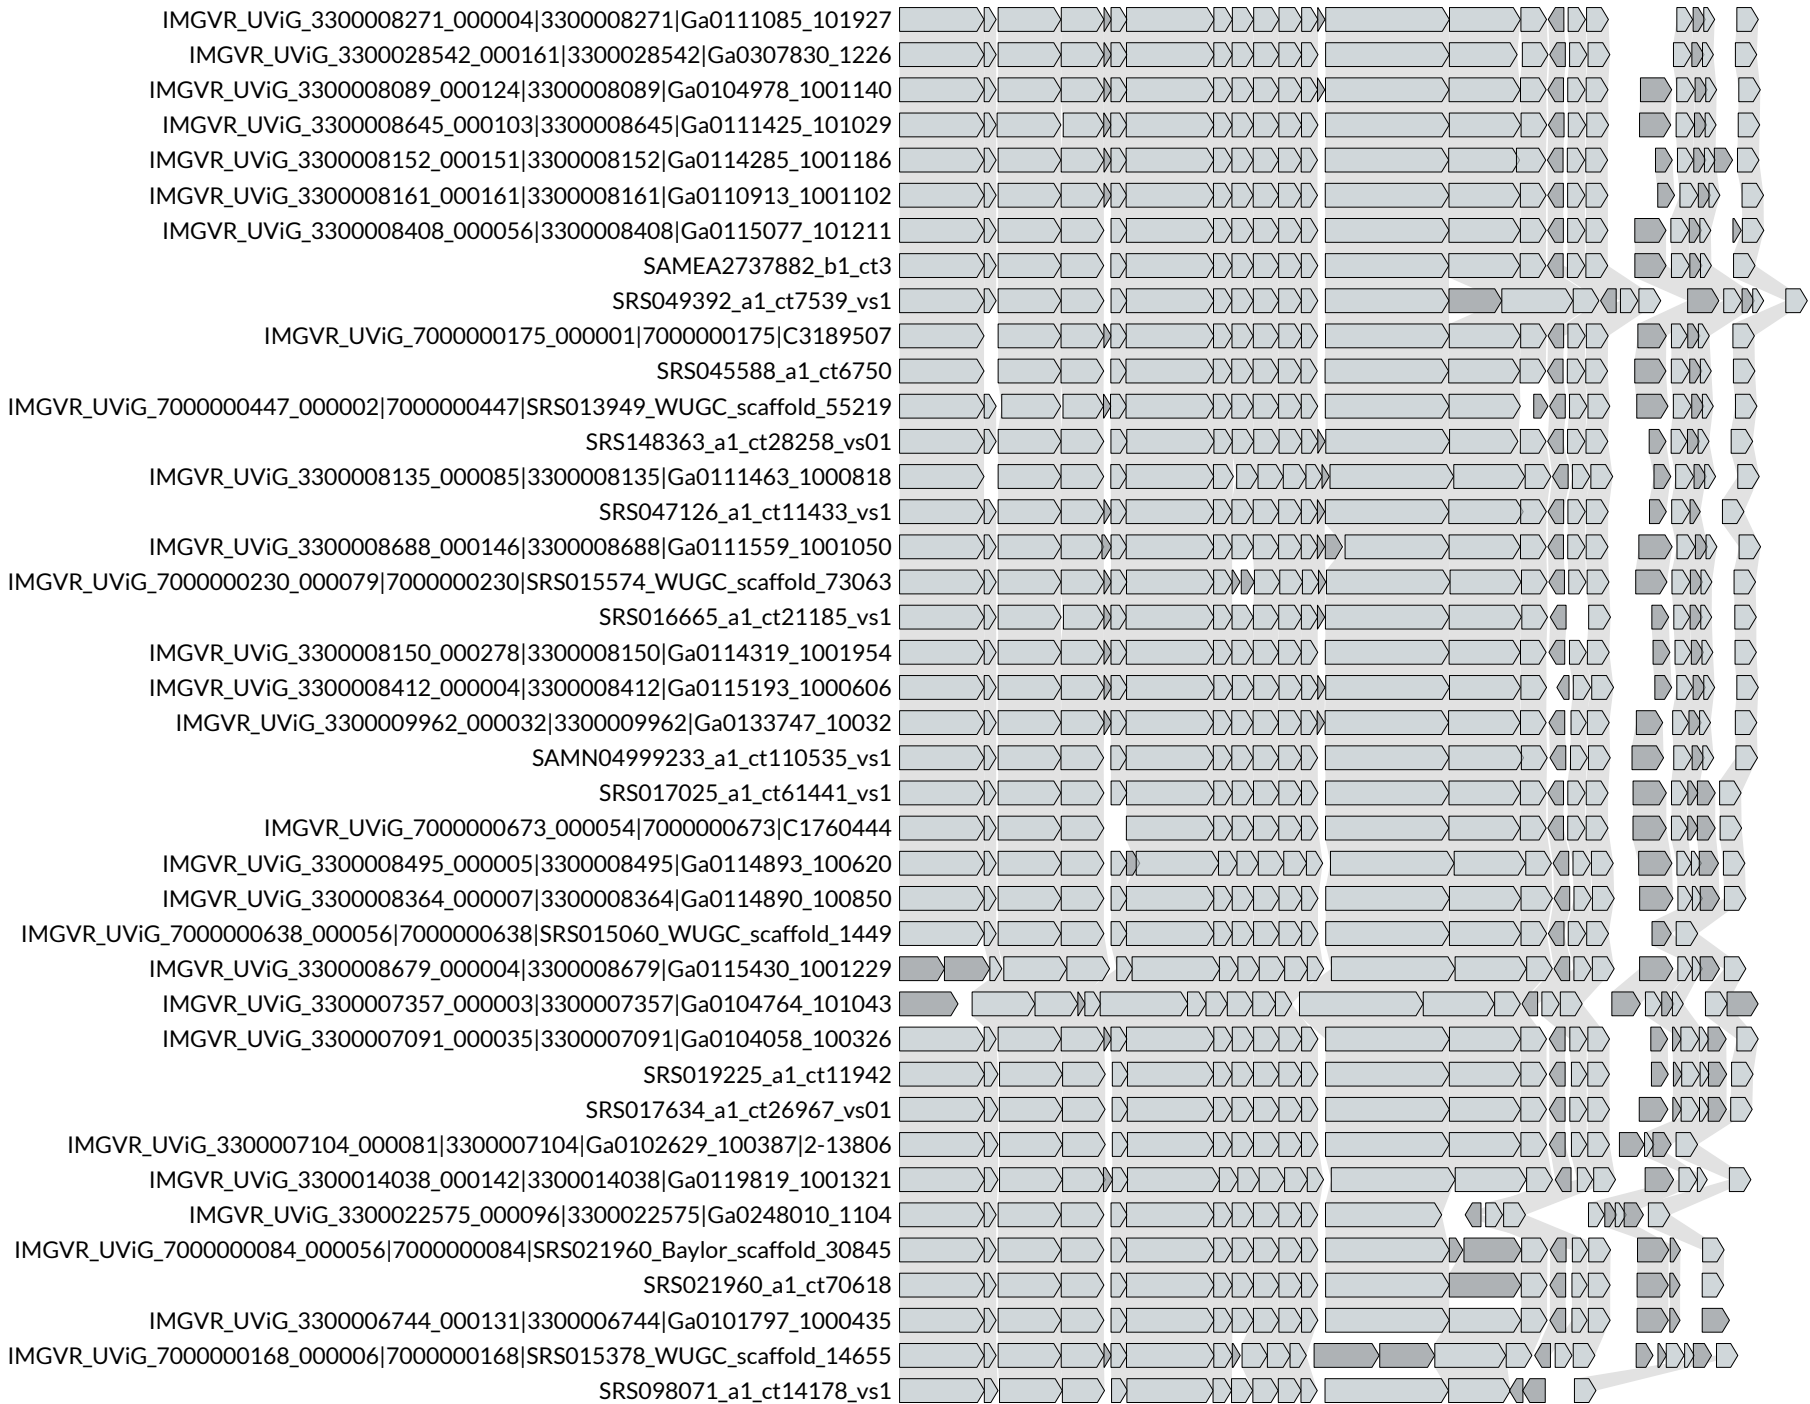 IMGVR_UViG_3300008271_000004|3300008271|Ga0111085_101927
IMGVR_UViG_3300028542_000161|3300028542|Ga0307830_1226
IMGVR_UViG_3300008089_000124|3300008089|Ga0104978_1001140
IMGVR_UViG_3300008645_000103|3300008645|Ga0111425_101029
IMGVR_UViG_3300008152_000151|3300008152|Ga0114285_1001186
IMGVR_UViG_3300008161_000161|3300008161|Ga0110913_1001102
IMGVR_UViG_3300008408_000056|3300008408|Ga0115077_101211
SAMEA2737882_b1_ct3
SRS049392_a1_ct7539_vs1
IMGVR_UViG_7000000175_000001|7000000175|C3189507
SRS045588_a1_ct6750
IMGVR_UViG_7000000447_000002|7000000447|SRS013949_WUGC_scaffold_55219
SRS148363_a1_ct28258_vs01
IMGVR_UViG_3300008135_000085|3300008135|Ga0111463_1000818
SRS047126_a1_ct11433_vs1
IMGVR_UViG_3300008688_000146|3300008688|Ga0111559_1001050
IMGVR_UViG_7000000230_000079|7000000230|SRS015574_WUGC_scaffold_73063
SRS016665_a1_ct21185_vs1
IMGVR_UViG_3300008150_000278|3300008150|Ga0114319_1001954
IMGVR_UViG_3300008412_000004|3300008412|Ga0115193_1000606
IMGVR_UViG_3300009962_000032|3300009962|Ga0133747_10032
SAMN04999233_a1_ct110535_vs1
SRS017025_a1_ct61441_vs1
IMGVR_UViG_7000000673_000054|7000000673|C1760444
IMGVR_UViG_3300008495_000005|3300008495|Ga0114893_100620
IMGVR_UViG_3300008364_000007|3300008364|Ga0114890_100850
IMGVR_UViG_7000000638_000056|7000000638|SRS015060_WUGC_scaffold_1449
IMGVR_UViG_3300008679_000004|3300008679|Ga0115430_1001229
IMGVR_UViG_3300007357_000003|3300007357|Ga0104764_101043
IMGVR_UViG_3300007091_000035|3300007091|Ga0104058_100326
SRS019225_a1_ct11942
SRS017634_a1_ct26967_vs01
IMGVR_UViG_3300007104_000081|3300007104|Ga0102629_100387|2-13806
IMGVR_UViG_3300014038_000142|3300014038|Ga0119819_1001321
IMGVR_UViG_3300022575_000096|3300022575|Ga0248010_1104
IMGVR_UViG_7000000084_000056|7000000084|SRS021960_Baylor_scaffold_30845
SRS021960_a1_ct70618
IMGVR_UViG_3300006744_000131|3300006744|Ga0101797_1000435
IMGVR_UViG_7000000168_000006|7000000168|SRS015378_WUGC_scaffold_14655
SRS098071_a1_ct14178_vs1